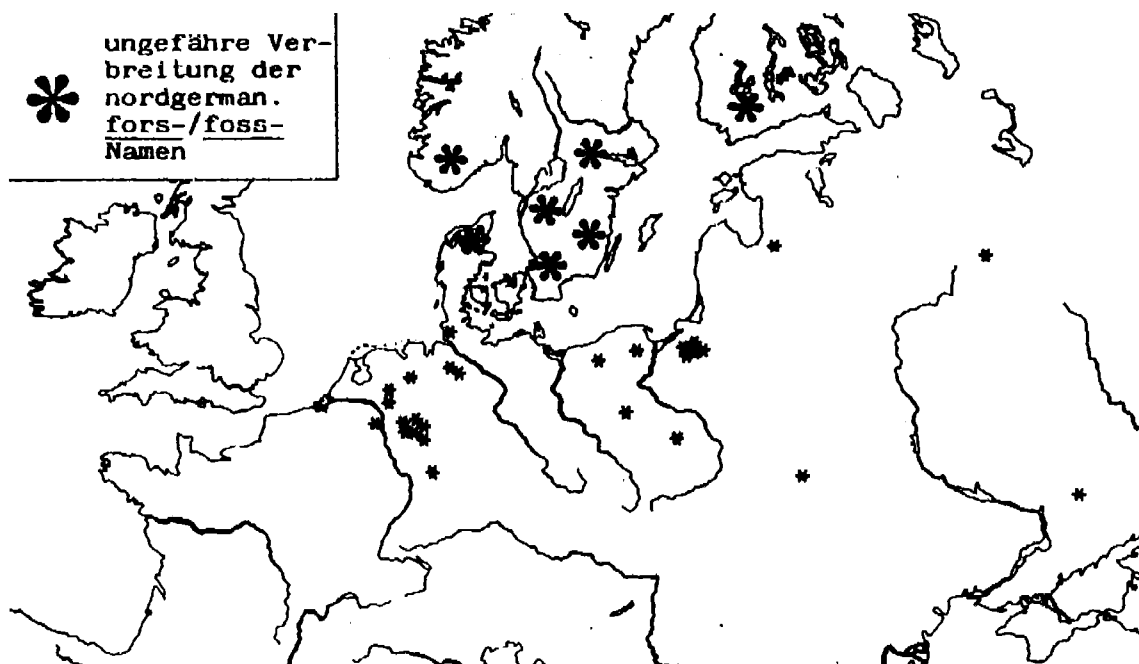 ungefähre Ver-
breitung der
nordgerman.
fors-/foss-
Namen